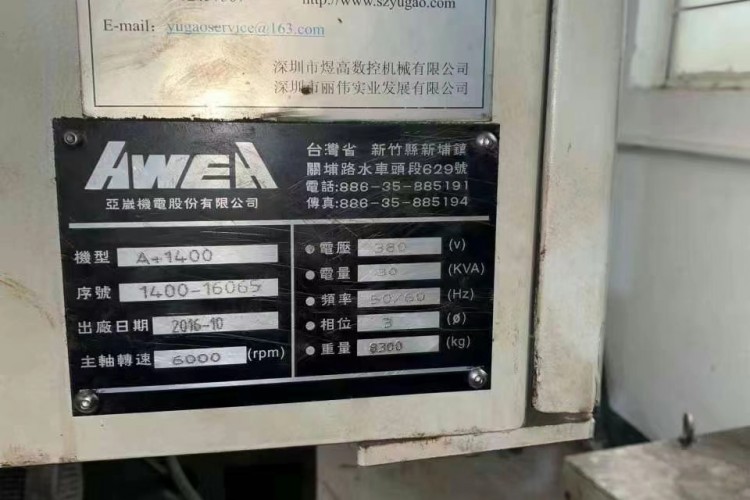 http://www.szyugao.com
E-mail: yugaoservice@163.com
深圳市煜高数控机械有限公司
深圳市丽伟实业发展有限公司
AWEA
亞崴機電股份有限公司
台灣省 新竹縣新埔鎮
關埔路水車頭段629號
電話:886-35-885191
傳真:886-35-885194
機型 A+1400
序號 1400-16065
出廠日期 2016-10
主軸轉速 6000 (rpm)
電壓 380 (v)
電量 30 (KVA)
頻率 50/60 (Hz)
相位 3 (ø)
重量 8300 (kg)